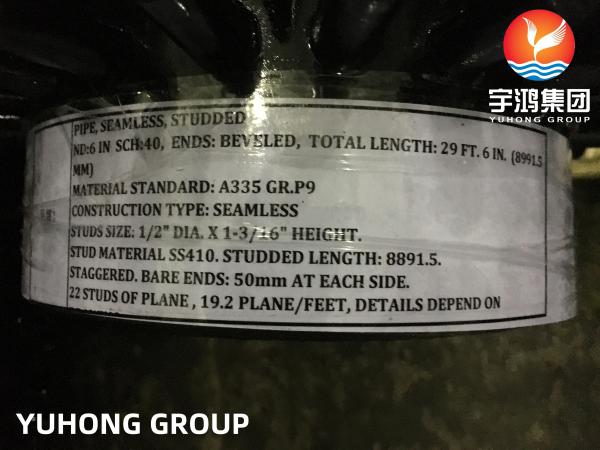 宇鸿集团
YUHONG GROUP
PIPE, SEAMLESS, STUDDED
ND:6 IN SCH:40, ENDS: BEVELED, TOTAL LENGTH: 29 FT. 6 IN. (8991.5
MM)
MATERIAL STANDARD: A335 GR.P9
CONSTRUCTION TYPE: SEAMLESS
STUDS SIZE: 1/2" DIA. X 1-3/16" HEIGHT.
STUD MATERIAL SS410. STUDDED LENGTH: 8891.5.
STAGGERED. BARE ENDS: 50mm AT EACH SIDE.
22 STUDS OF PLANE , 19.2 PLANE/FEET, DETAILS DEPEND ON
YUHONG GROUP